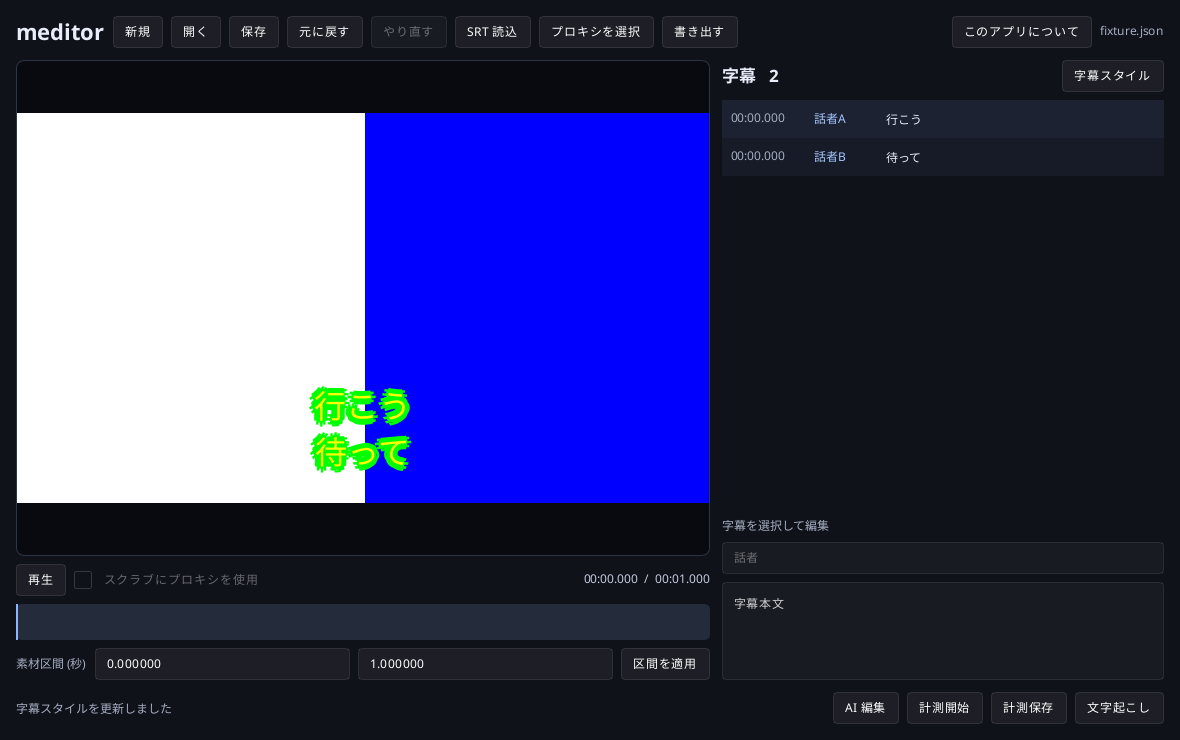 meditor 新規 開く 保存 元に戻す やり直す SRT 読込 プロキシを選択 書き出す このアプリについて fixture.json
字幕 2 字幕スタイル
00:00.000 話者A 行こう
00:00.000 話者B 待って
行こう
待って
字幕を選択して編集
話者
字幕本文
再生 スクラブにプロキシを使用 00:00.000 / 00:01.000
素材区間 (秒) 0.000000 1.000000 区間を適用
字幕スタイルを更新しました AI 編集 計測開始 計測保存 文字起こし